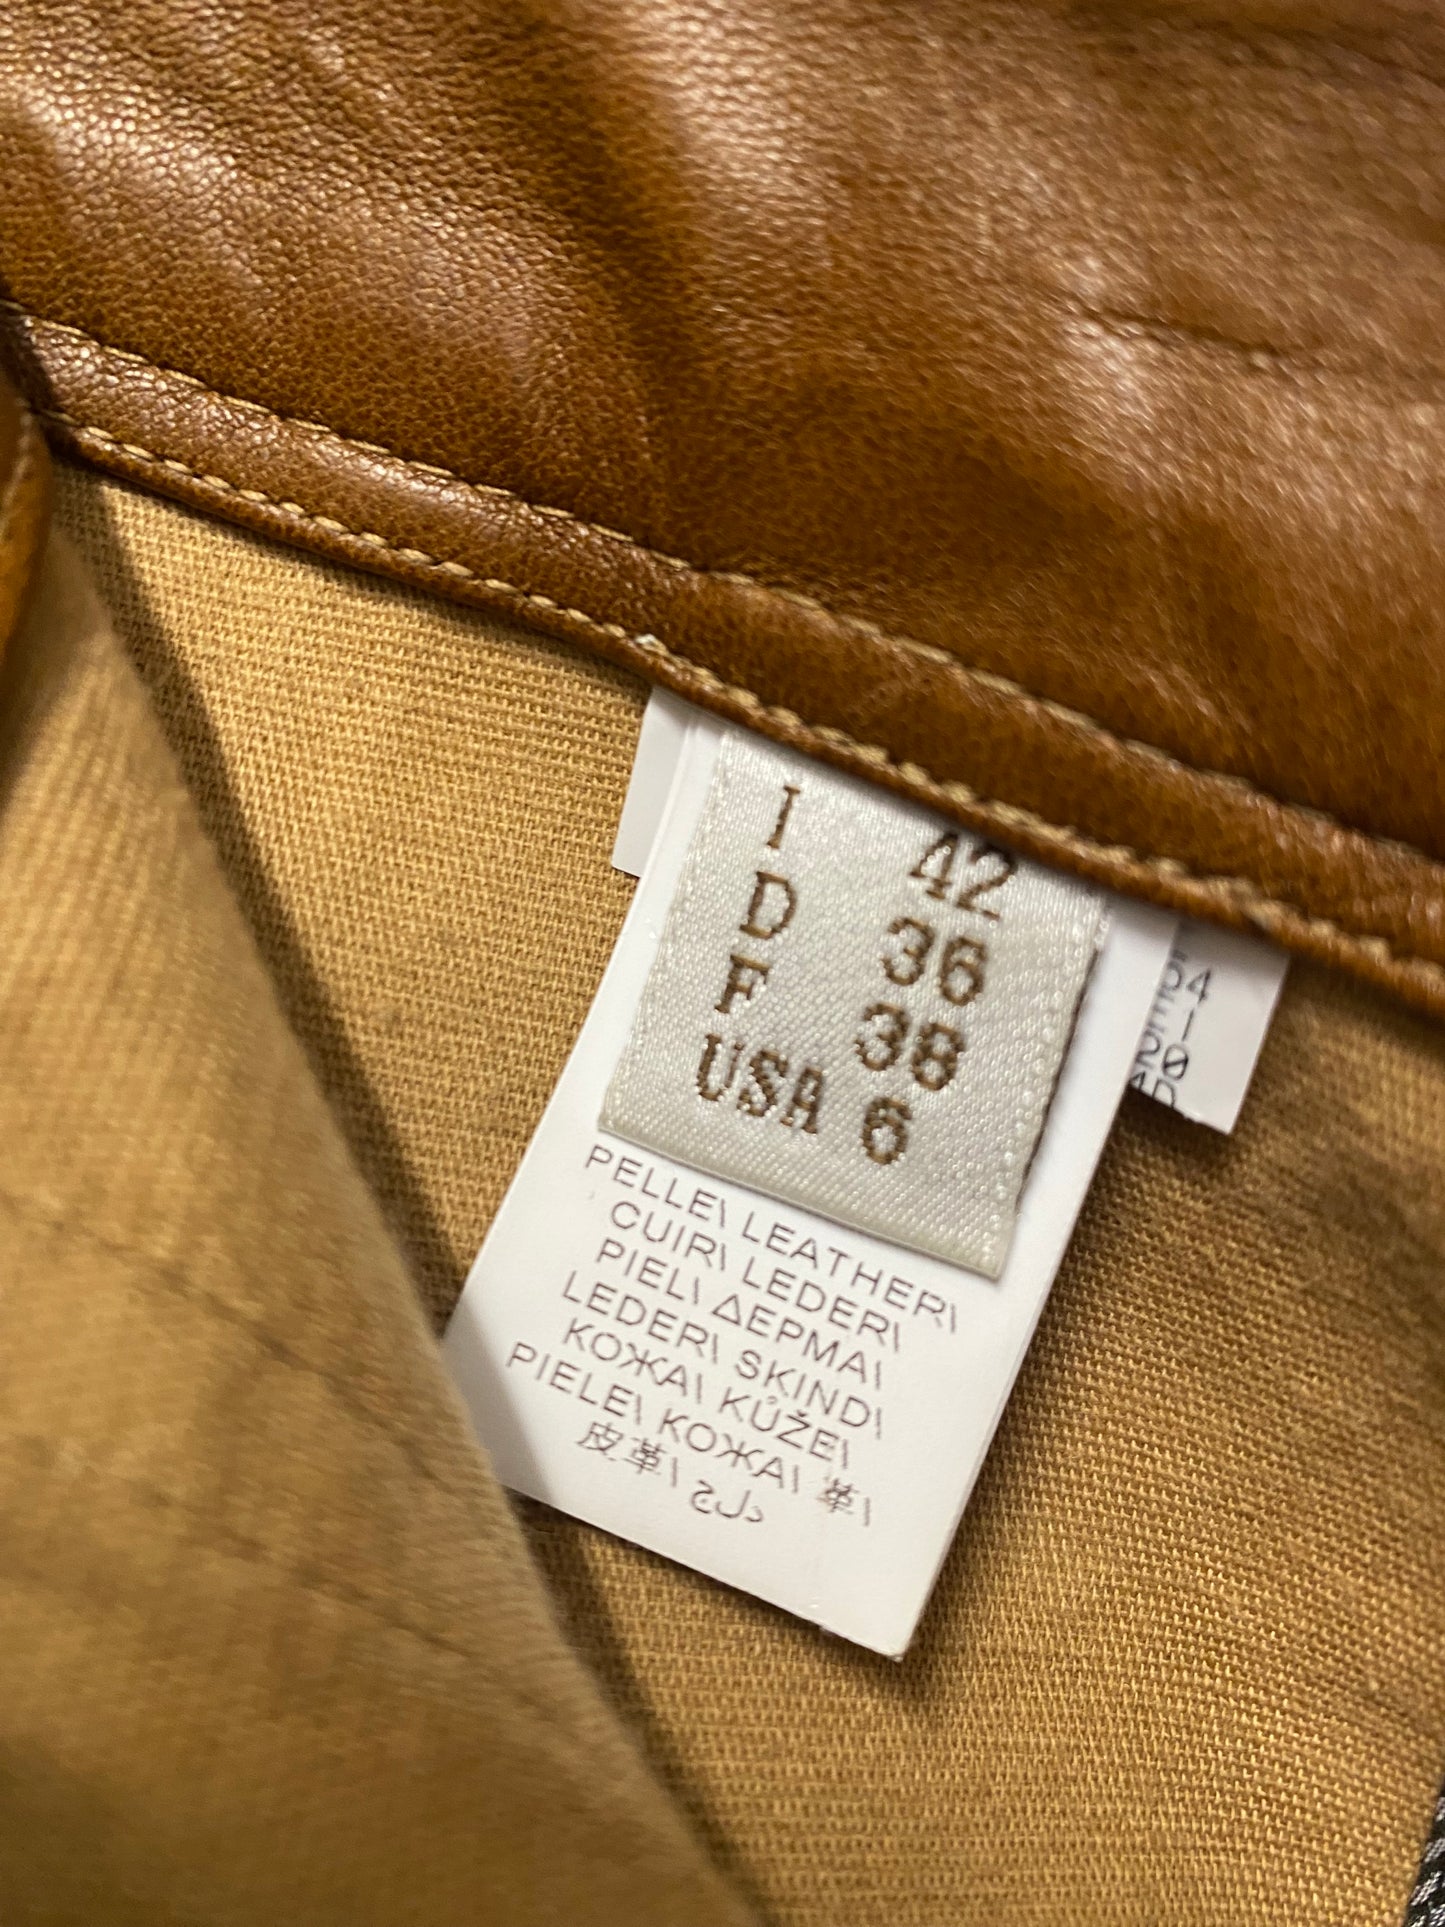 I 42
D 36
F 38
USA 6
PELLE\ LEATHER\
CUIR\ LEDER\
PIEL\ ΔΕΡΜΑ\
LEDER\ SKIND\
КОЖА\ KŮŽE\
PIELE\ КОЖА\ 革\
皮革\